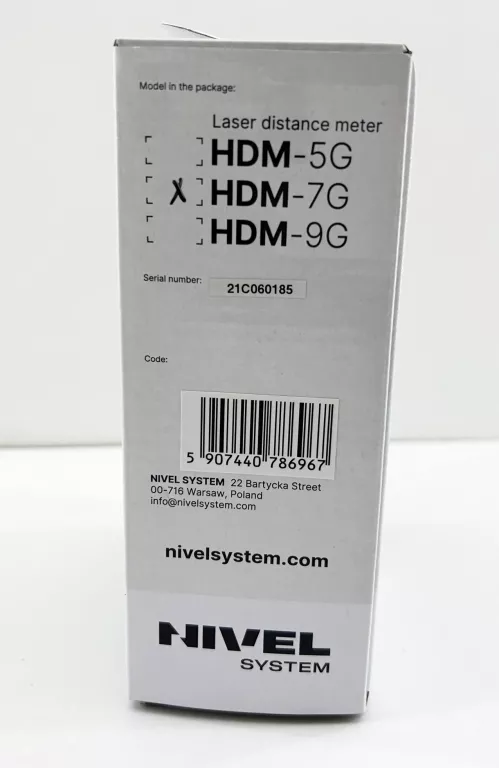 Model in the package:
Laser distance meter
HDM-5G
X HDM-7G
HDM-9G
Serial number: 21C060185
Code:
5 907440 786967
NIVEL SYSTEM 22 Bartycka Street
00-716 Warsaw, Poland
info@nivelsystem.com
nivelsystem.com
NIVEL
SYSTEM